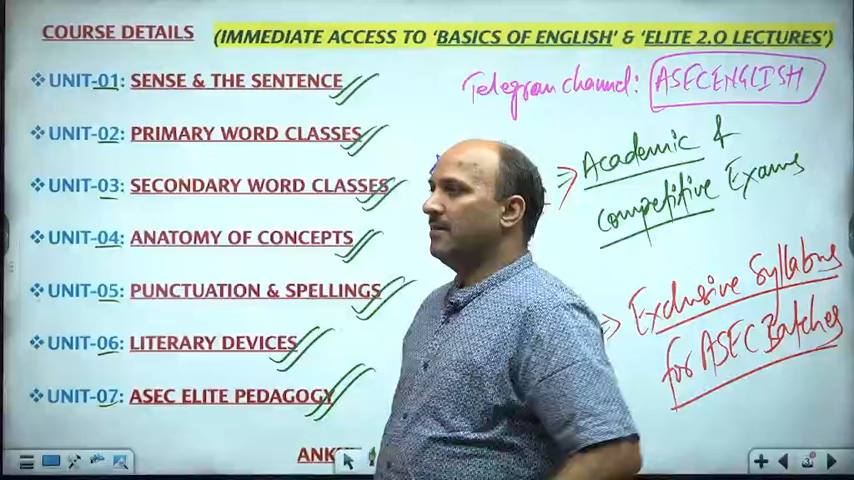 COURSE DETAILS (IMMEDIATE ACCESS TO ‘BASICS OF ENGLISH’ & ‘ELITE 2.O LECTURES’)
UNIT-01: SENSE & THE SENTENCE
Telegram channel: ASECENGLISH
UNIT-02: PRIMARY WORD CLASSES
Academic &
competitive Exams
UNIT-03: SECONDARY WORD CLASSES
UNIT-04: ANATOMY OF CONCEPTS
UNIT-05: PUNCTUATION & SPELLINGS
Exclusive Syllabus
for ASEC Batches
UNIT-06: LITERARY DEVICES
UNIT-07: ASEC ELITE PEDAGOGY